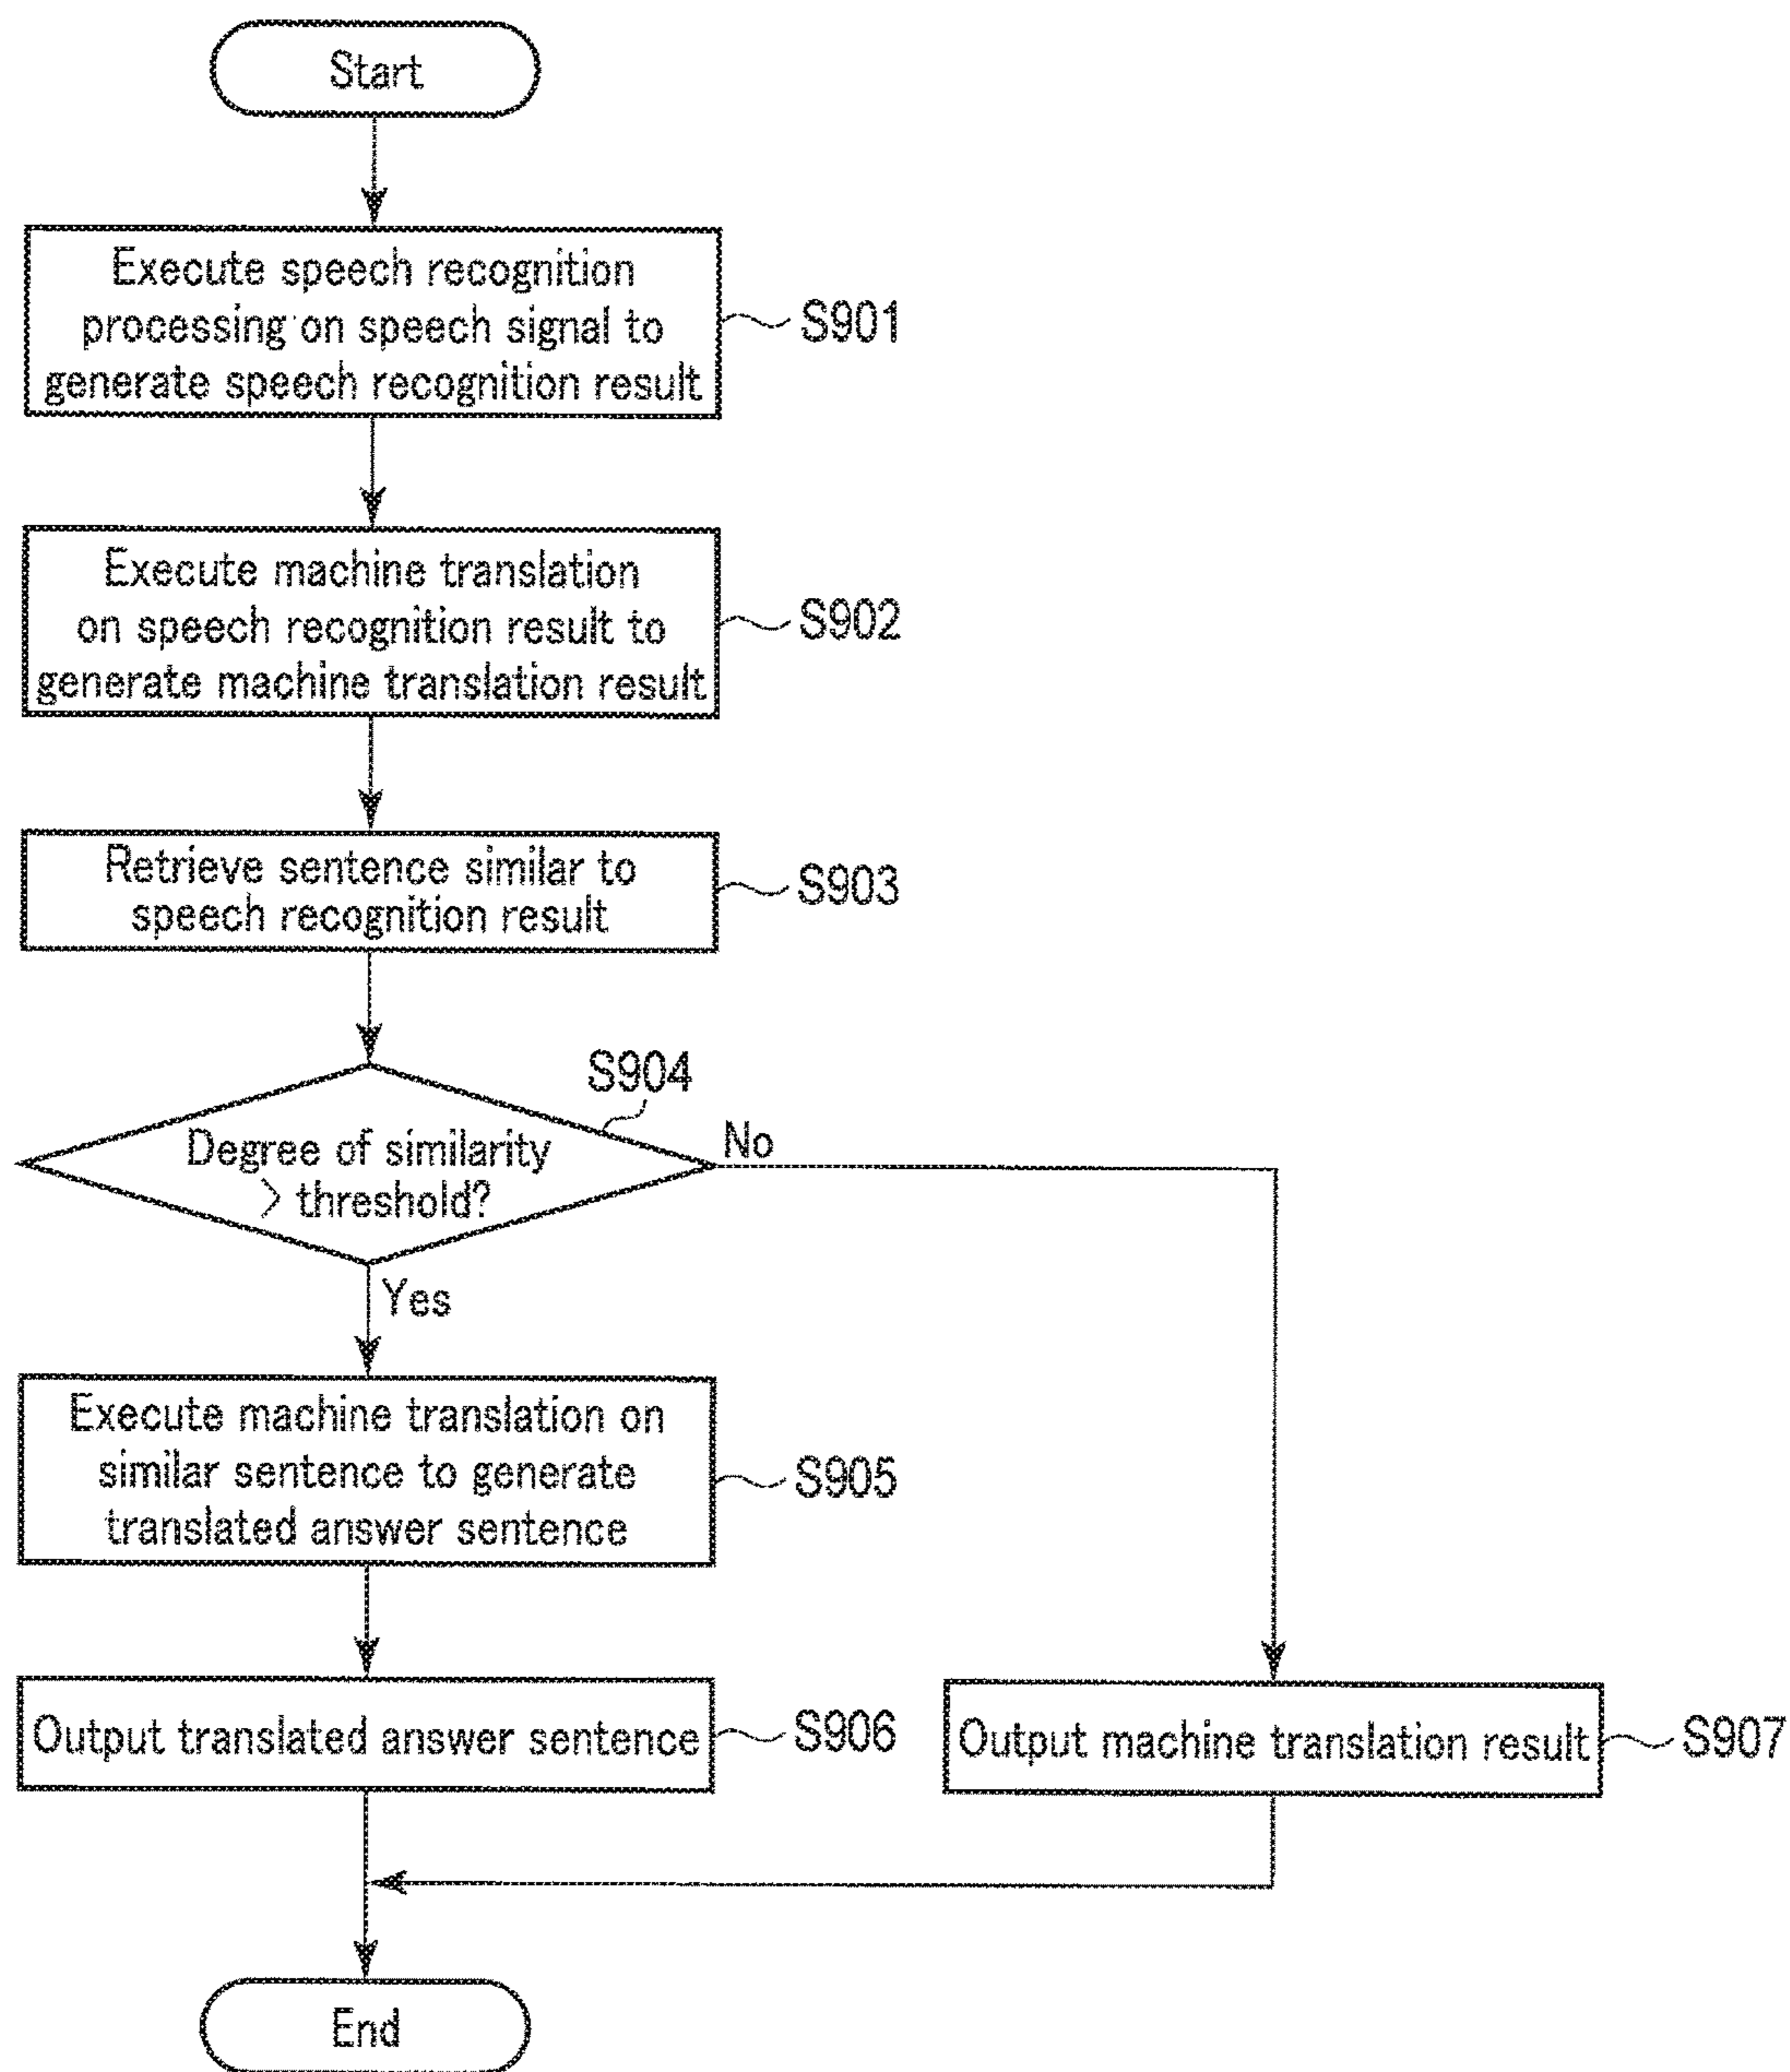 Start
Execute speech recognition
processing on speech signal to
generate speech recognition result
S901
Execute machine translation
on speech recognition result to
generate machine translation result
S902
Retrieve sentence similar to
speech recognition result
S903
S904
Degree of similarity
> threshold?
No
Yes
Execute machine translation on
similar sentence to generate
translated answer sentence
S905
Output translated answer sentence
S906
Output machine translation result
S907
End